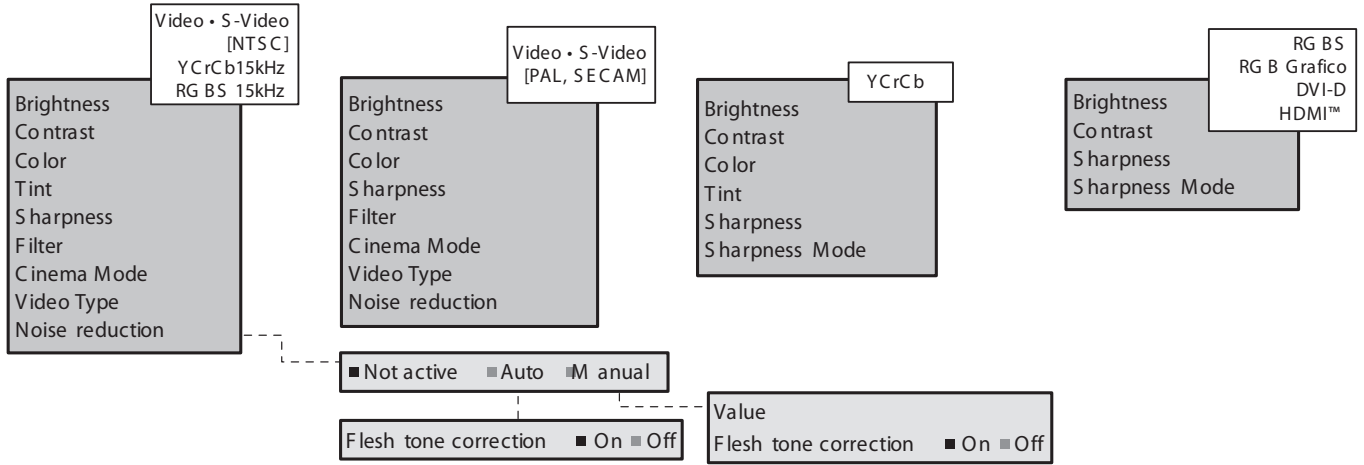 Video • S-Video
[NTSC]
YCrCb15kHz
RGBS 15kHz
Brightness
Contrast
Color
Tint
Sharpness
Filter
Cinema Mode
Video Type
Noise reduction
Video • S-Video
[PAL, SECAM]
Brightness
Contrast
Color
Sharpness
Filter
Cinema Mode
Video Type
Noise reduction
YCrCb
Brightness
Contrast
Color
Tint
Sharpness
Sharpness Mode
RGBS
RGB Grafico
DVI-D
HDMI™
Brightness
Contrast
Sharpness
Sharpness Mode
Not active Auto Manual
Flesh tone correction On Off
Value
Flesh tone correction On Off